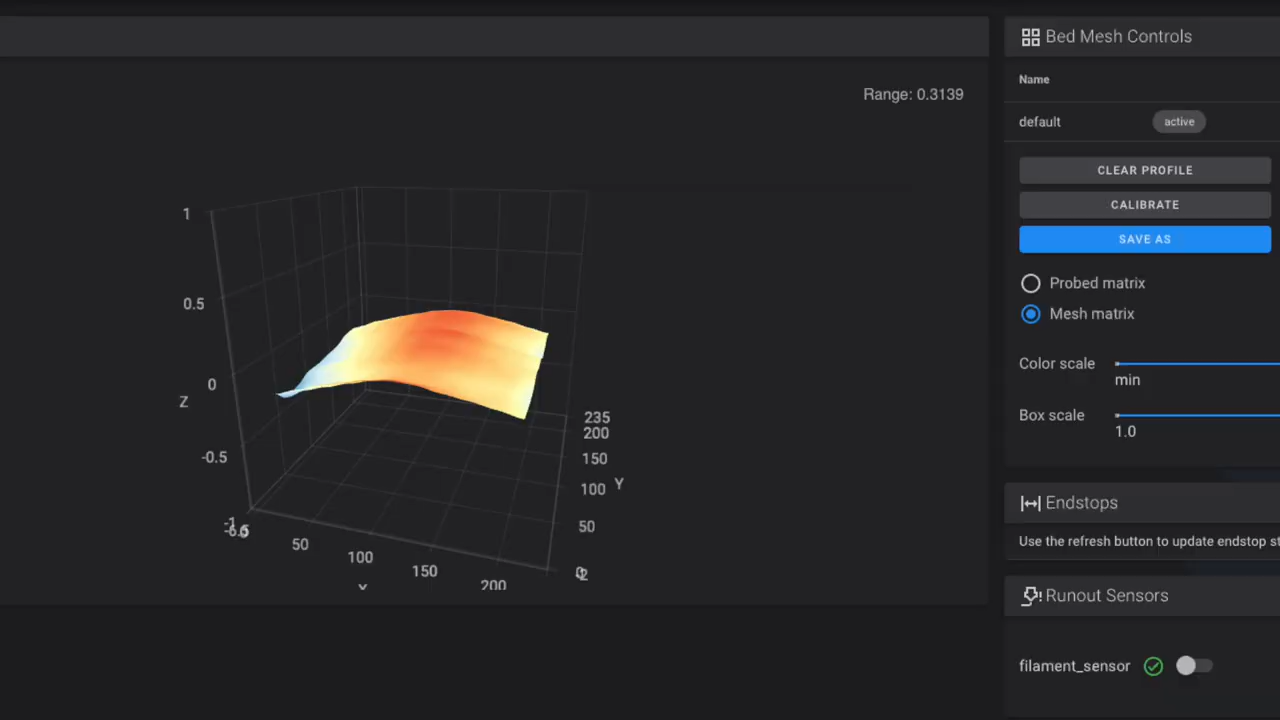 Bed Mesh Controls
Name
Range: 0.3139
default active
CLEAR PROFILE
CALIBRATE
SAVE AS
Probed matrix
Mesh matrix
Color scale
min
Box scale
1.0
1
0.5
0
Z
-0.5
-1
235
200
150
100 Y
50
50
100
150
200
Endstops
Use the refresh button to update endstop
Runout Sensors
filament_sensor